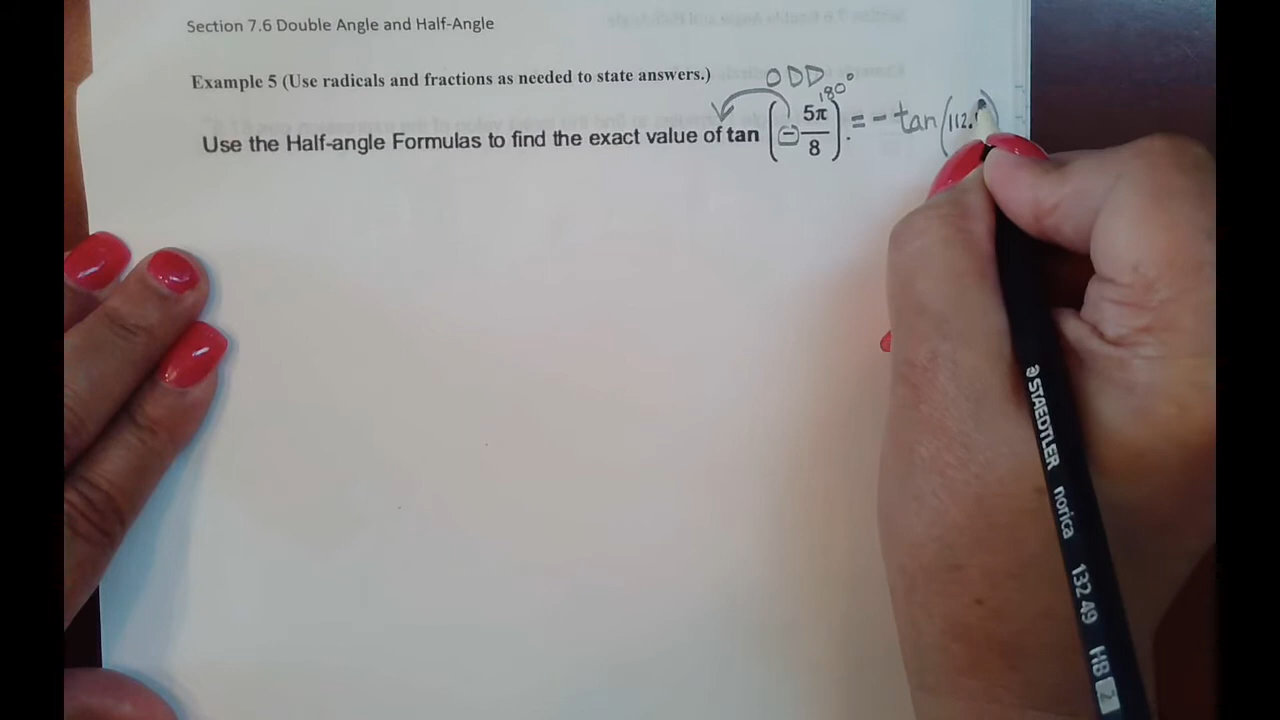 Section 7.6 Double Angle and Half-Angle
Example 5 (Use radicals and fractions as needed to state answers.)
ODD
180°
Use the Half-angle Formulas to find the exact value of tan (−5π/8). = − tan(112.
STAEDTLER norica 132 49 HB 2